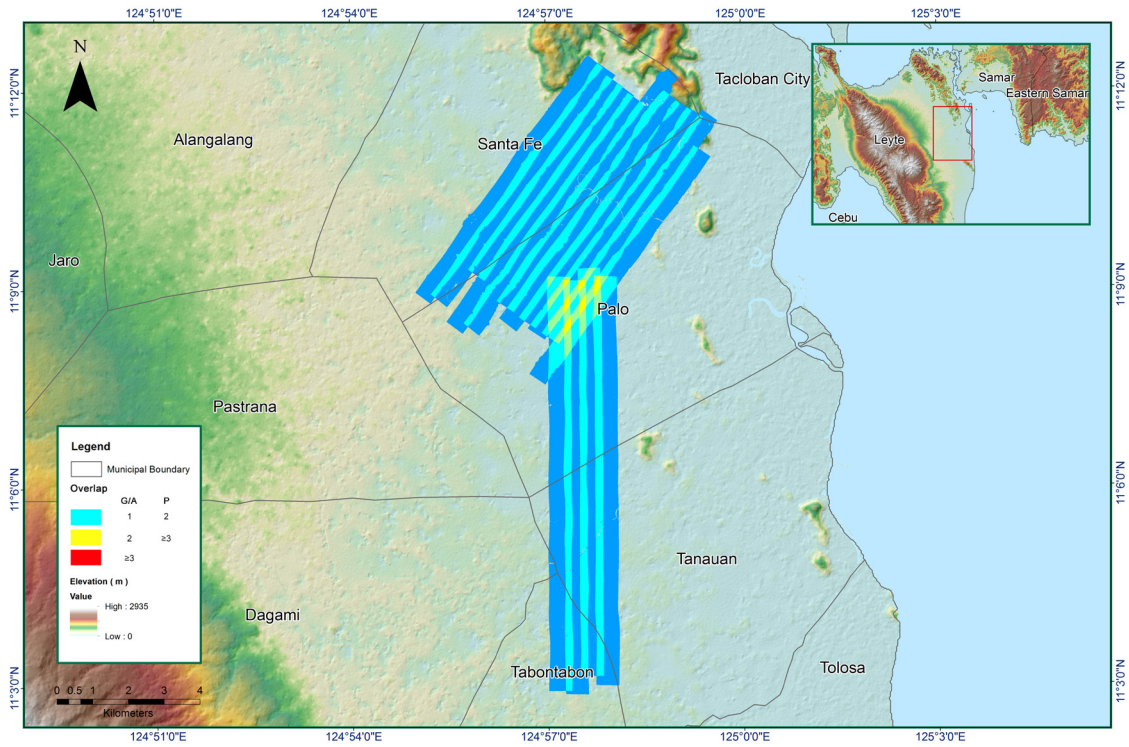 124°51'0"E 124°54'0"E 124°57'0"E 125°0'0"E 125°3'0"E
N
11°12'0"N
11°9'0"N
11°6'0"N
11°3'0"N
Tacloban City
Samar
Eastern Samar
Leyte
Cebu
Alangalang
Santa Fe
Jaro
Palo
Pastrana
Tanauan
Dagami
Tabontabon
Tolosa
Legend
Municipal Boundary
Overlap
G/A P
1 2
2 ≥3
≥3
Elevation ( m )
Value
High : 2935
Low : 0
0 0.5 1 2 3 4
Kilometers
11°12'0"N
11°9'0"N
11°6'0"N
11°3'0"N
124°51'0"E 124°54'0"E 124°57'0"E 125°0'0"E 125°3'0"E